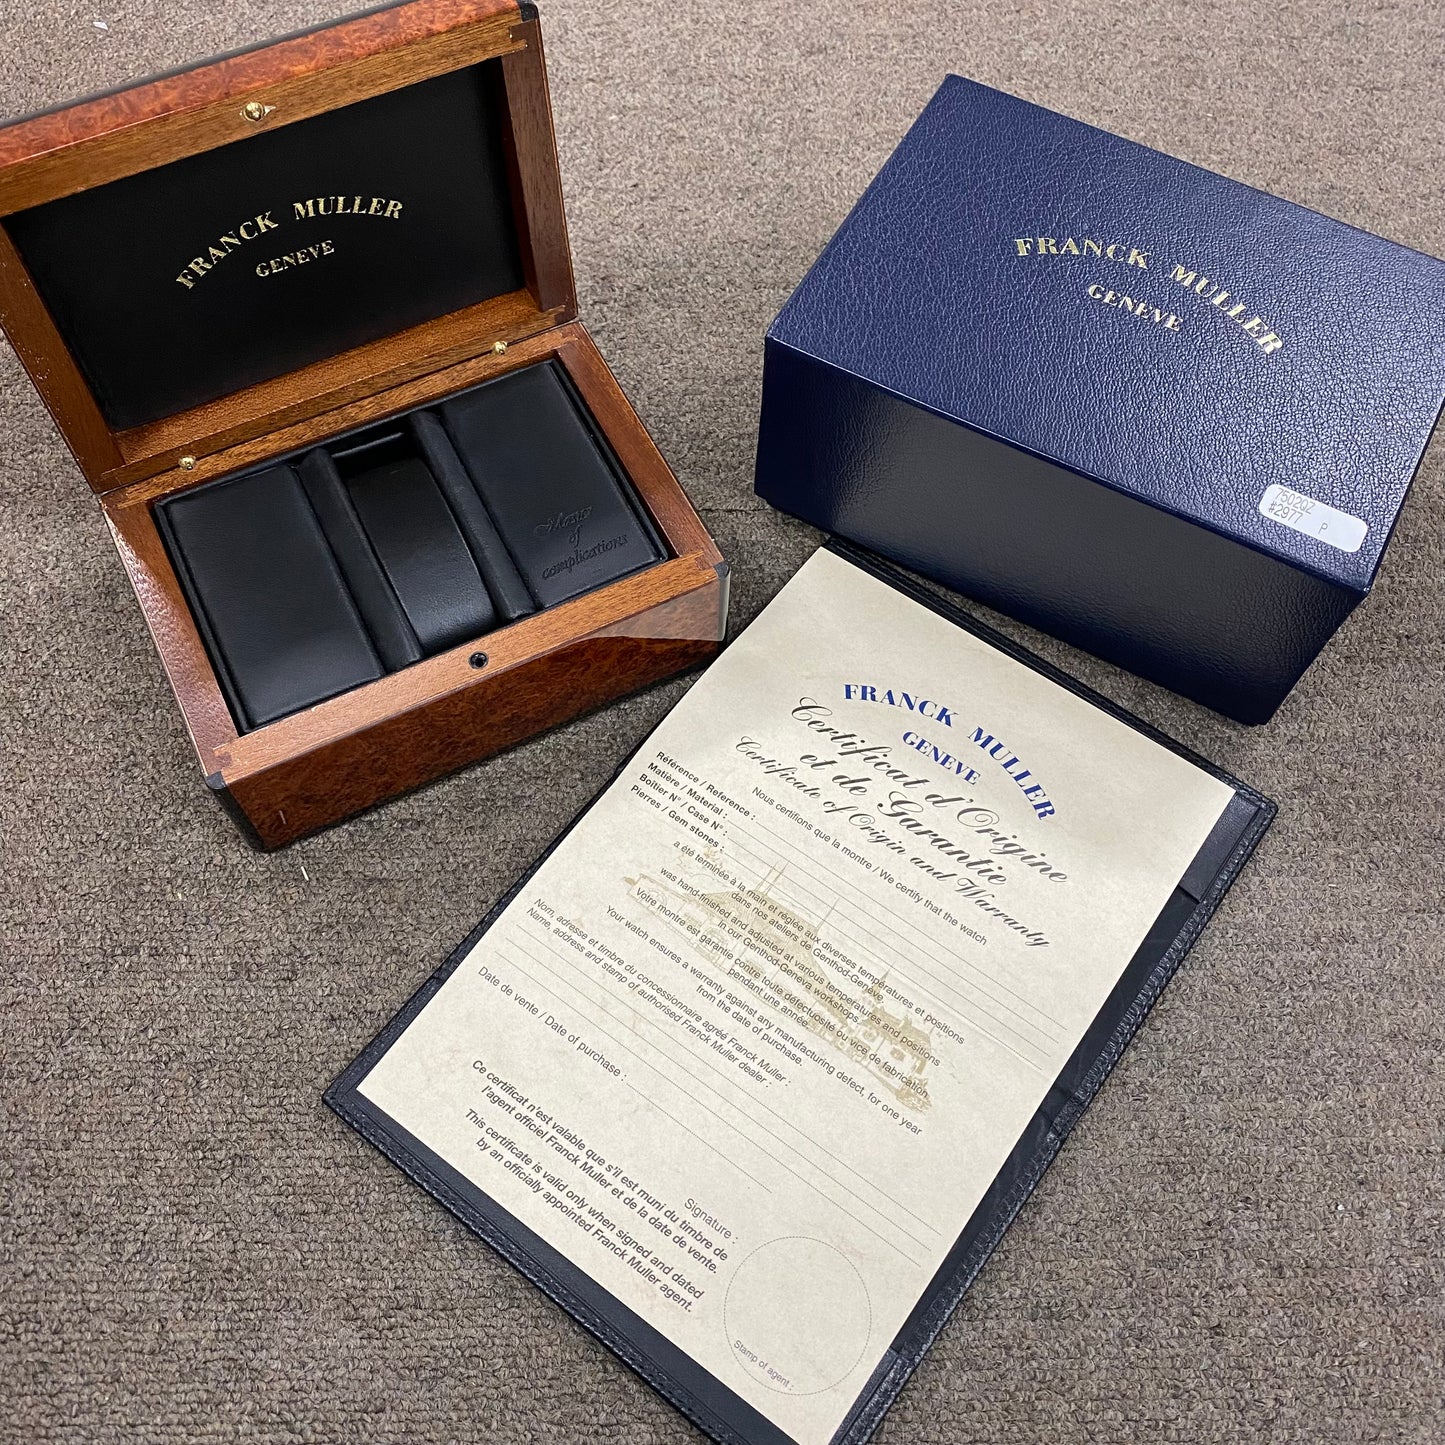 FRANCK MULLER
GENEVE
Master
of
complications
FRANCK MULLER
GENEVE
7502QZ
#2977 P
FRANCK MULLER
GENEVE
Certificat d'Origine
et de Garantie
Certificate of Origin and Warranty
Nous certifions que la montre / We certify that the watch
Référence / Reference :
Matière / Material :
Boîtier N° / Case N° :
Pierres / Gem stones :
a été terminée à la main et réglée aux diverses températures et positions
dans nos ateliers de Genthod-Genève.
was hand-finished and adjusted at various temperatures and positions
in our Genthod-Geneva workshops.
Votre montre est garantie contre toute défectuosité ou vice de fabrication,
pendant une année.
Your watch ensures a warranty against any manufacturing defect, for one year
from the date of purchase.
Nom, adresse et timbre du concessionnaire agréé Franck Muller :
Name, address and stamp of authorised Franck Muller dealer :
Date de vente / Date of purchase :
Signature :
Ce certificat n'est valable que s'il est muni du timbre de
l'agent officiel Franck Muller et de la date de vente.
This certificate is valid only when signed and dated
by an officially appointed Franck Muller agent.
Stamp of agent :